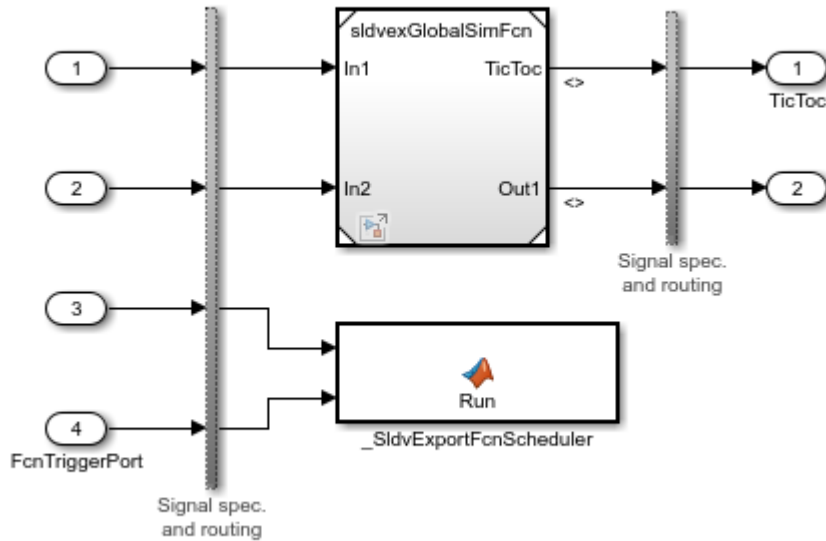 sldvexGlobalSimFcn
1
In1
TicToc
<>
1
TicToc
2
In2
Out1
<>
2
Signal spec.
and routing
3
Run
4
FcnTriggerPort
_SldvExportFcnScheduler
Signal spec.
and routing